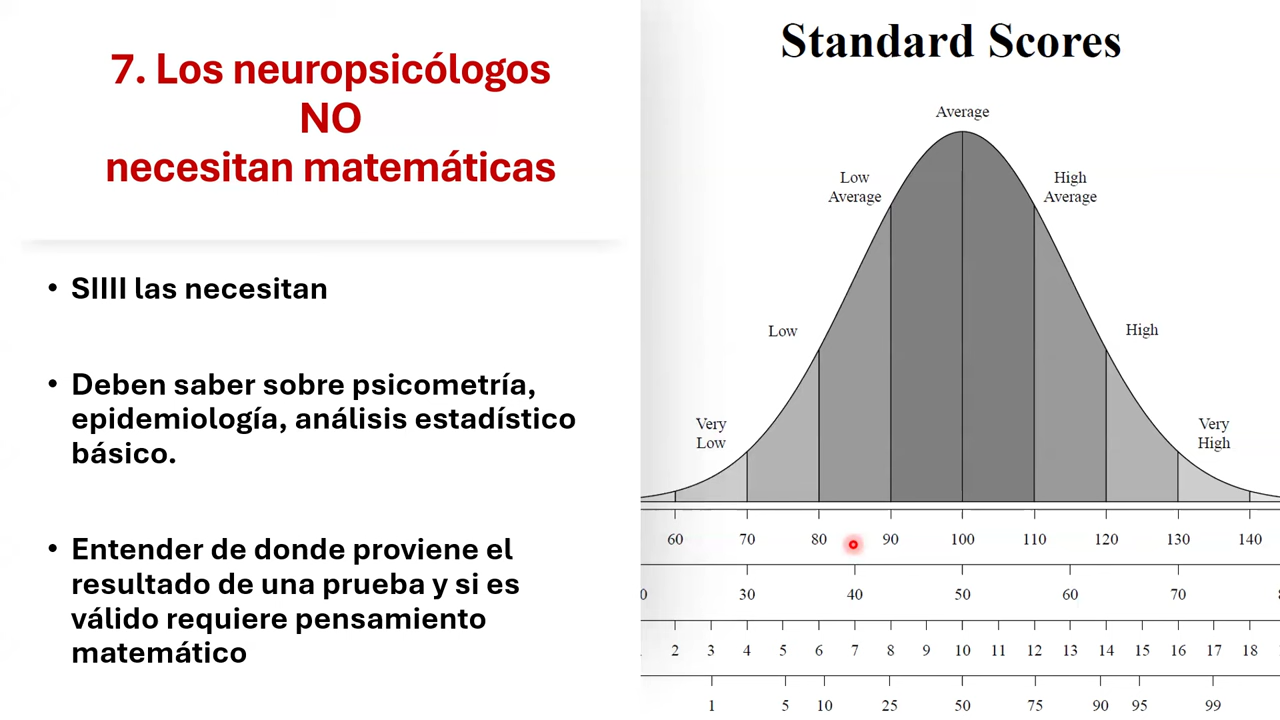 7. Los neuropsicólogos
NO
necesitan matemáticas
• SIIII las necesitan
• Deben saber sobre psicometría,
epidemiología, análisis estadístico
básico.
• Entender de donde proviene el
resultado de una prueba y si es
válido requiere pensamiento
matemático
Standard Scores
Average
Low
Average
High
Average
Low
High
Very
Low
Very
High
60 70 80 90 100 110 120 130 140
0 30 40 50 60 70
2 3 4 5 6 7 8 9 10 11 12 13 14 15 16 17 18
1 5 10 25 50 75 90 95 99